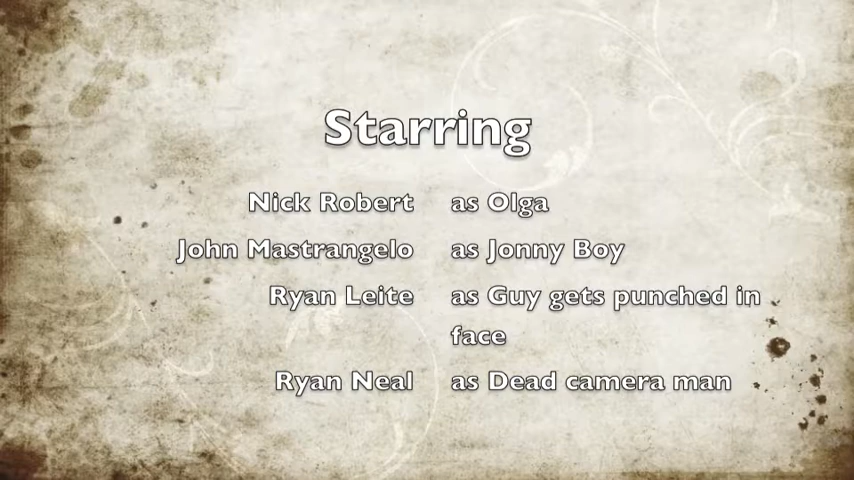 Starring
Nick Robert as Olga
John Mastrangelo as Jonny Boy
Ryan Leite as Guy gets punched in
face
Ryan Neal as Dead camera man